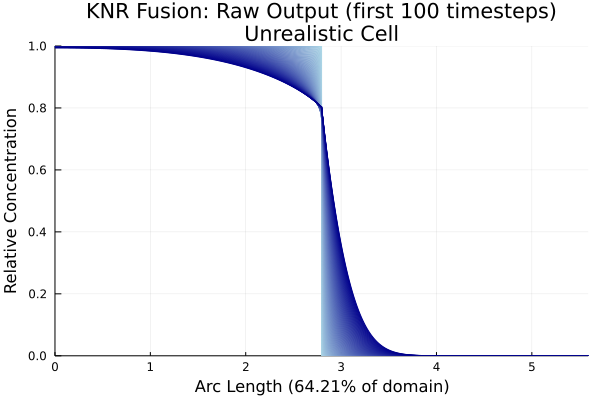 KNR Fusion: Raw Output (first 100 timesteps)
Unrealistic Cell
1.0
0.8
0.6
0.4
0.2
0.0
Relative Concentration
0 1 2 3 4 5
Arc Length (64.21% of domain)